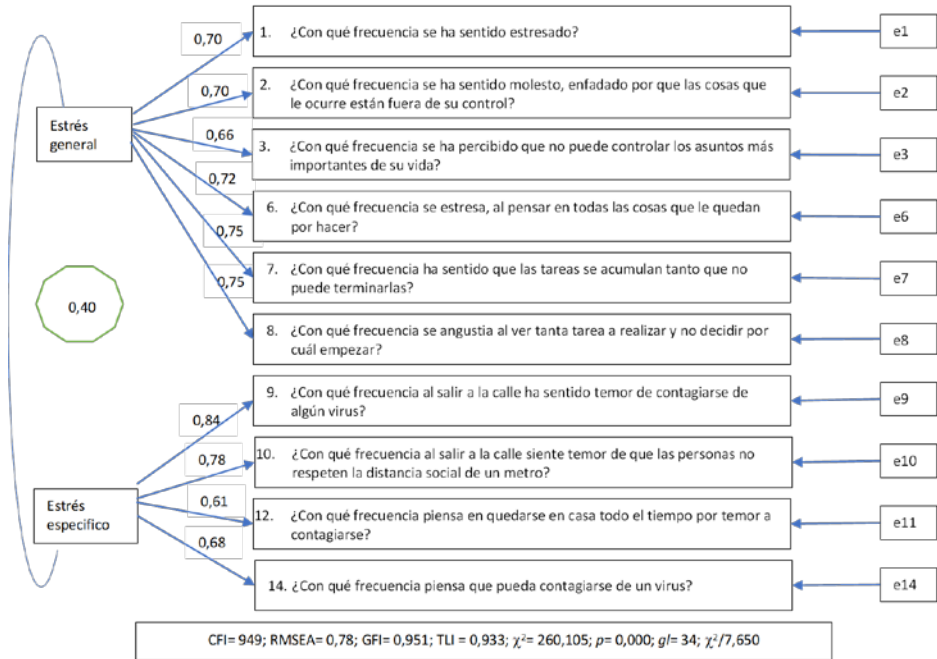 0,70
1. ¿Con qué frecuencia se ha sentido estresado?
e1
0,70
2. ¿Con qué frecuencia se ha sentido molesto, enfadado por que las cosas que
le ocurre están fuera de su control?
e2
Estrés
general
0,66
3. ¿Con qué frecuencia se ha percibido que no puede controlar los asuntos más
importantes de su vida?
e3
0,72
6. ¿Con qué frecuencia se estresa, al pensar en todas las cosas que le quedan
por hacer?
e6
0,75
7. ¿Con qué frecuencia ha sentido que las tareas se acumulan tanto que no
puede terminarlas?
e7
0,75
0,40
8. ¿Con qué frecuencia se angustia al ver tanta tarea a realizar y no decidir por
cuál empezar?
e8
9. ¿Con qué frecuencia al salir a la calle ha sentido temor de contagiarse de
algún virus?
e9
0,84
10. ¿Con qué frecuencia al salir a la calle siente temor de que las personas no
respeten la distancia social de un metro?
e10
0,78
Estrés
especifico
0,61
12. ¿Con qué frecuencia piensa en quedarse en casa todo el tiempo por temor a
contagiarse?
e11
0,68
14. ¿Con qué frecuencia piensa que pueda contagiarse de un virus?
e14
CFI= 949; RMSEA= 0,78; GFI= 0,951; TLI = 0,933; χ²= 260,105; p= 0,000; gl= 34; χ²/7,650